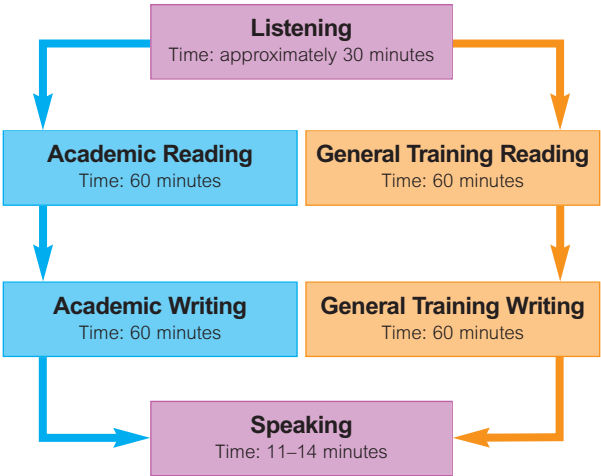 Listening
Time: approximately 30 minutes
Academic Reading
Time: 60 minutes
General Training Reading
Time: 60 minutes
Academic Writing
Time: 60 minutes
General Training Writing
Time: 60 minutes
Speaking
Time: 11–14 minutes